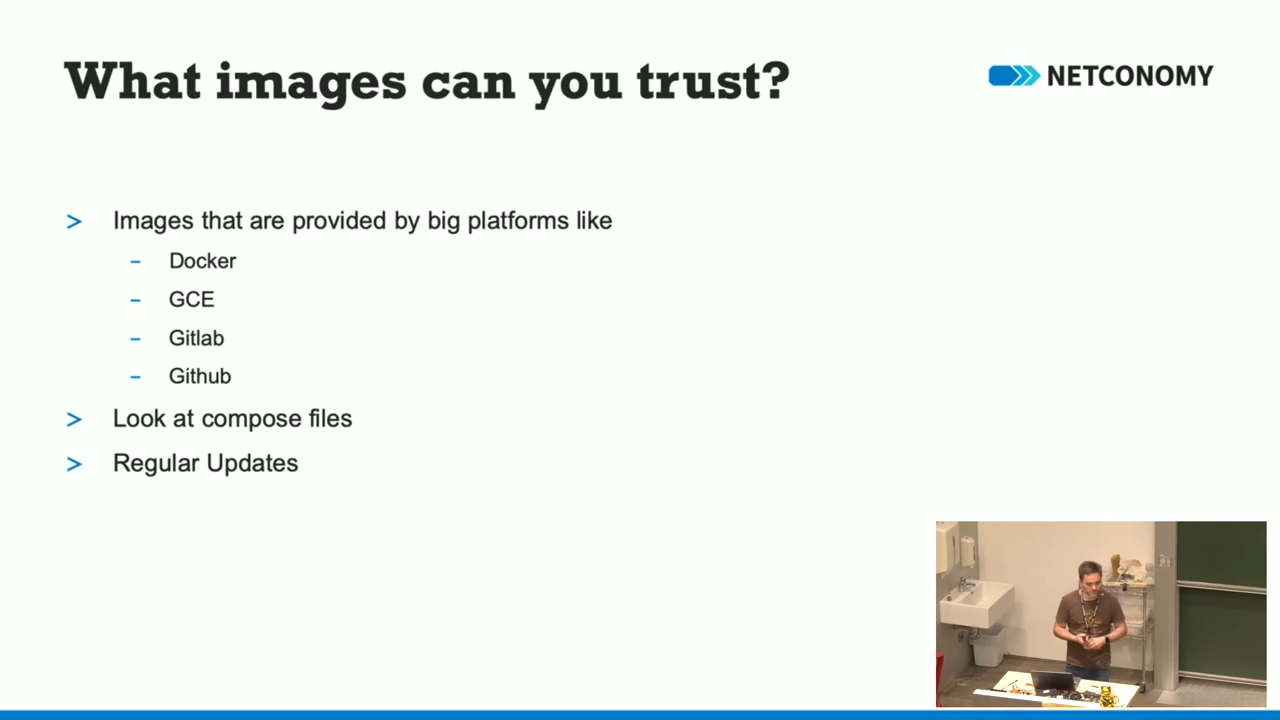 What images can you trust?
NETCONOMY
> Images that are provided by big platforms like
– Docker
– GCE
– Gitlab
– Github
> Look at compose files
> Regular Updates